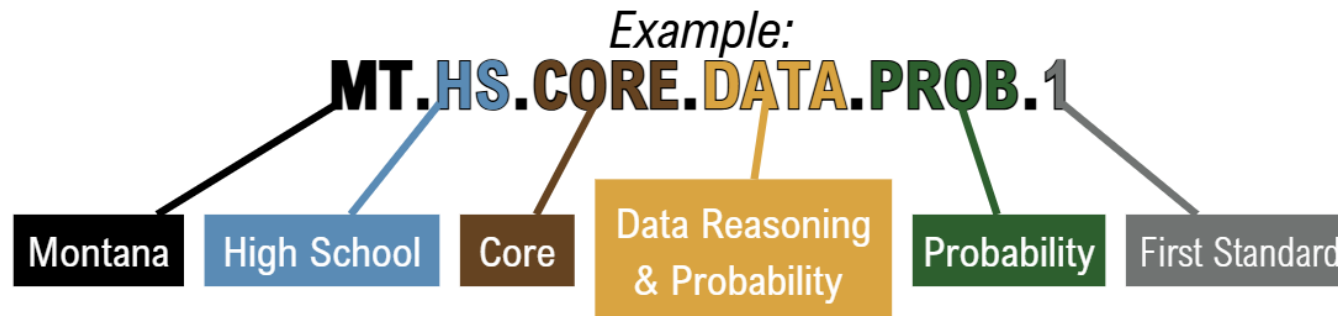 Example:
MT.HS.CORE.DATA.PROB.1
Montana
High School
Core
Data Reasoning
& Probability
Probability
First Standard